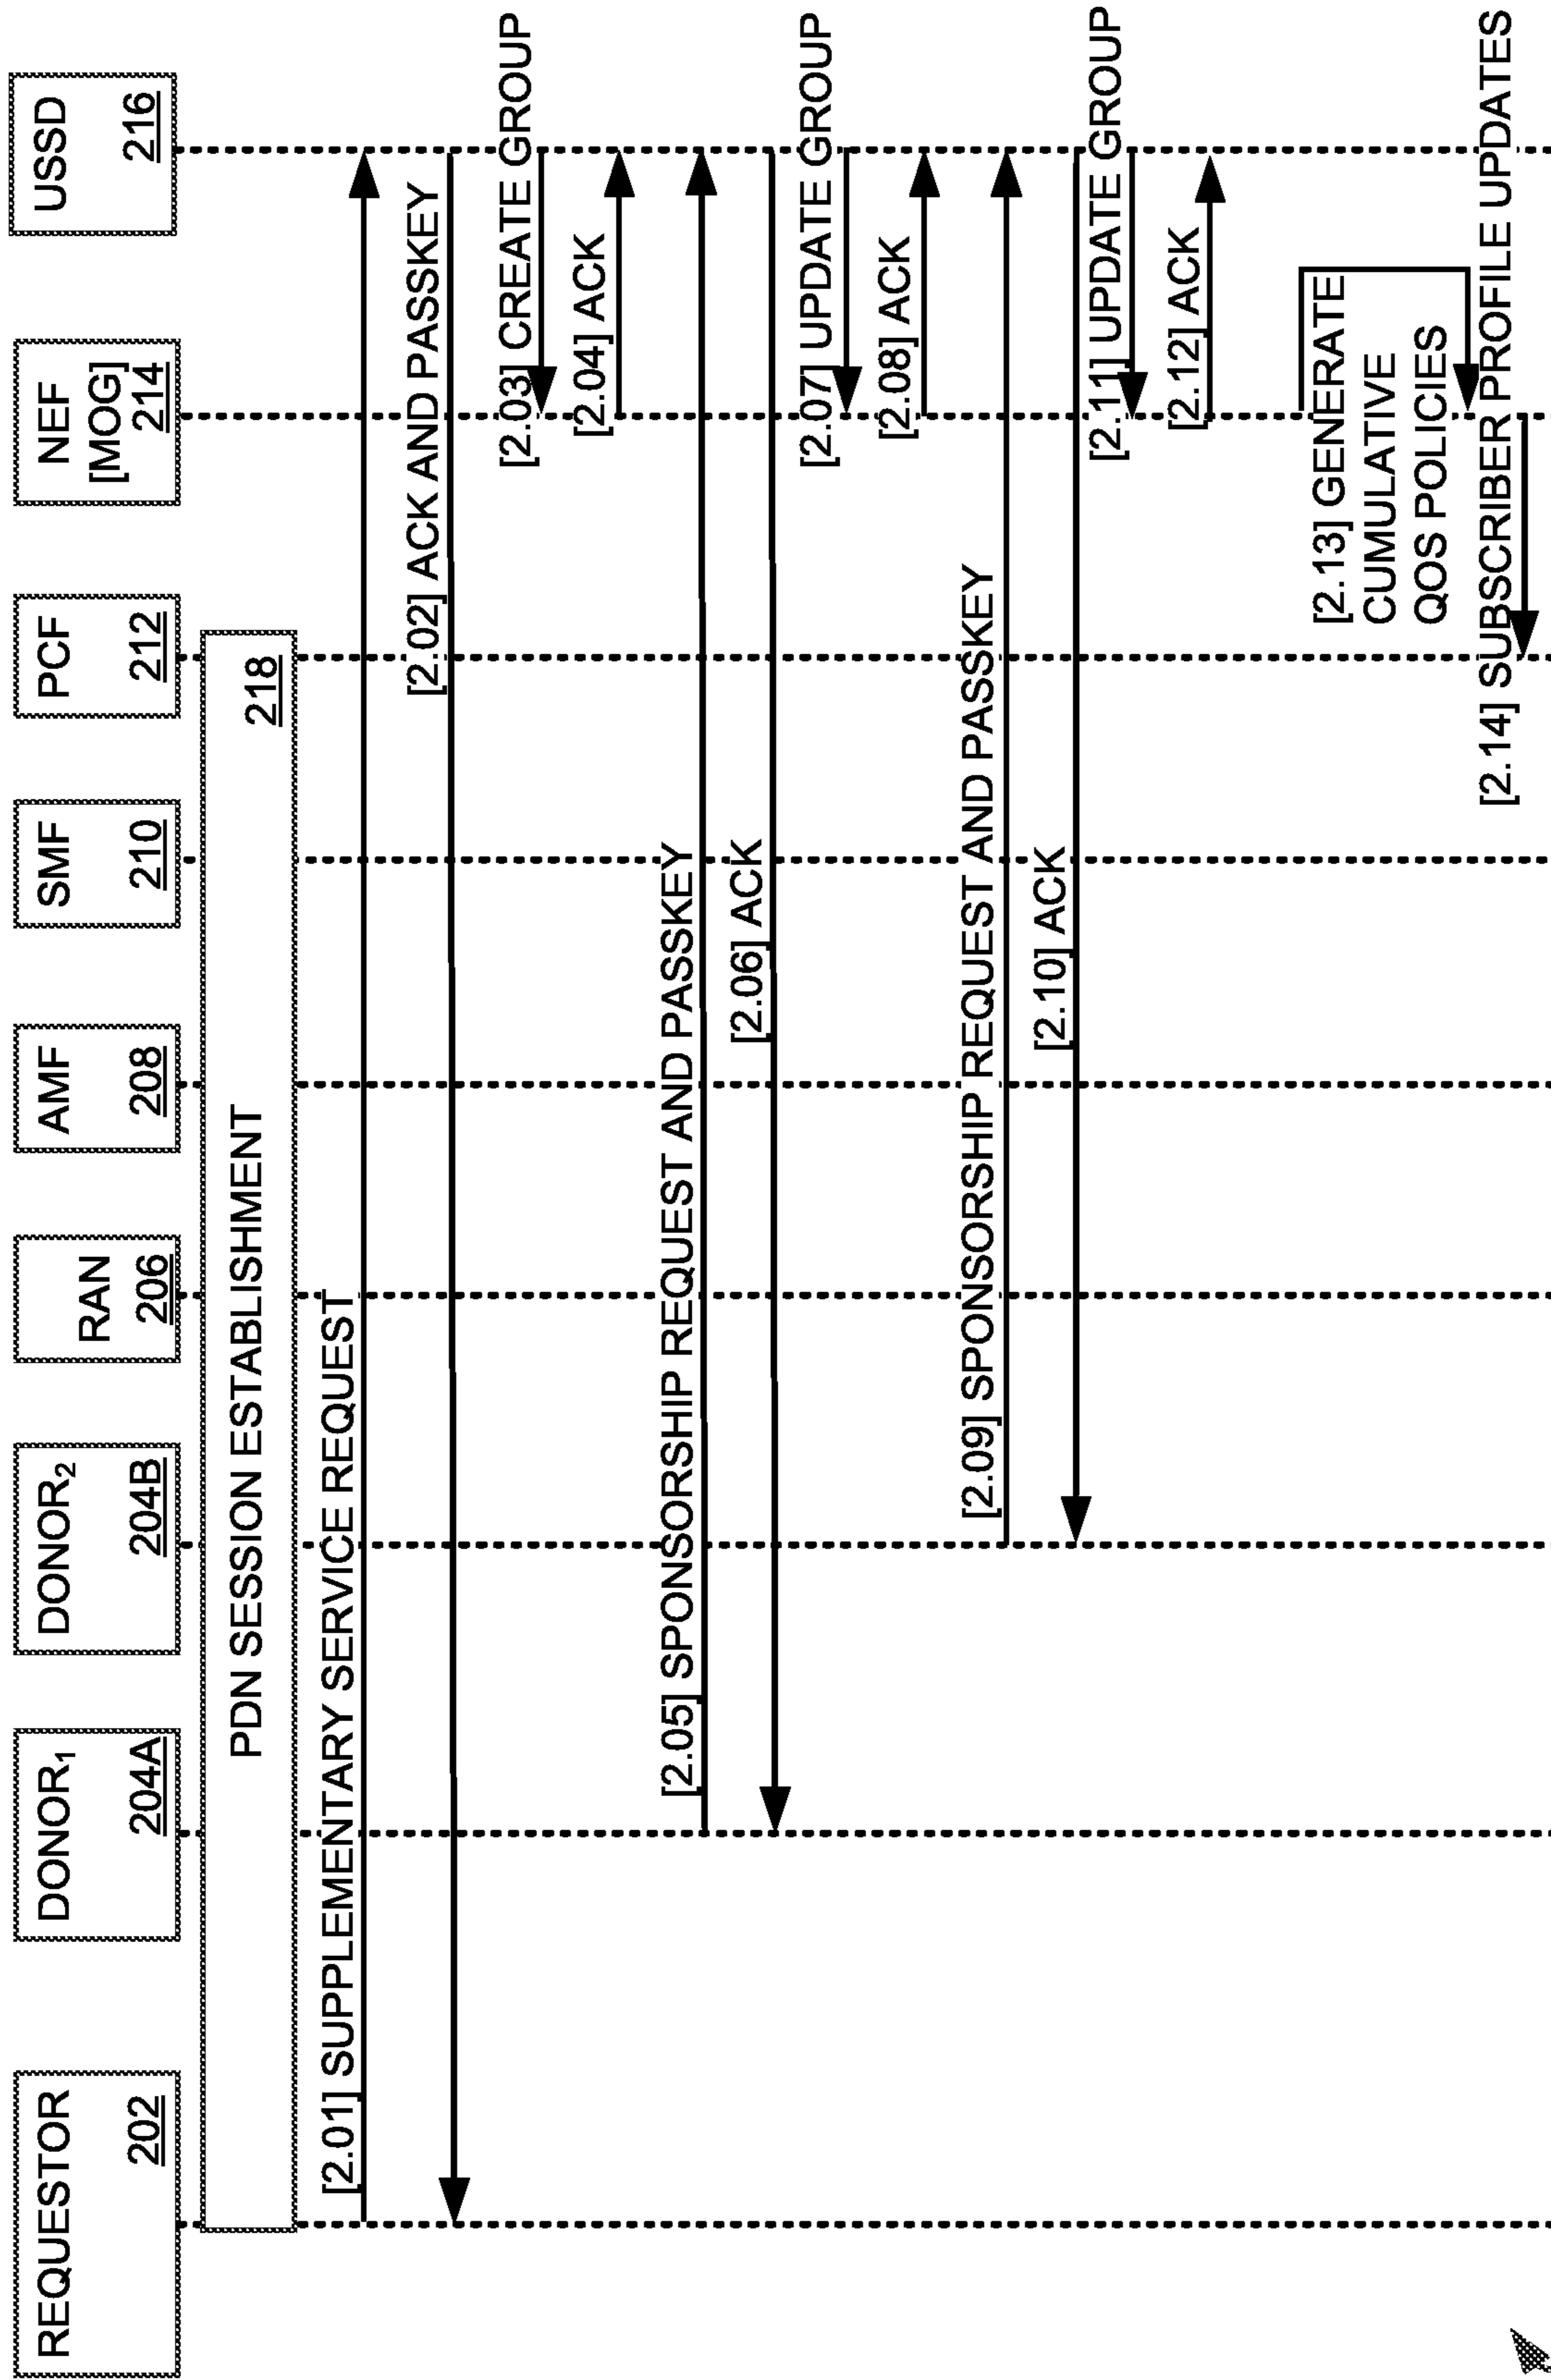 REQUESTOR
202
DONOR₁
204A
DONOR₂
204B
RAN
206
AMF
208
SMF
210
PCF
212
NEF
[MOG]
214
USSD
216
PDN SESSION ESTABLISHMENT
218
[2.01] SUPPLEMENTARY SERVICE REQUEST
[2.02] ACK AND PASSKEY
[2.03] CREATE GROUP
[2.04] ACK
[2.05] SPONSORSHIP REQUEST AND PASSKEY
[2.06] ACK
[2.07] UPDATE GROUP
[2.08] ACK
[2.09] SPONSORSHIP REQUEST AND PASSKEY
[2.10] ACK
[2.11] UPDATE GROUP
[2.12] ACK
[2.13] GENERATE
CUMULATIVE
QOS POLICIES
[2.14] SUBSCRIBER PROFILE UPDATES